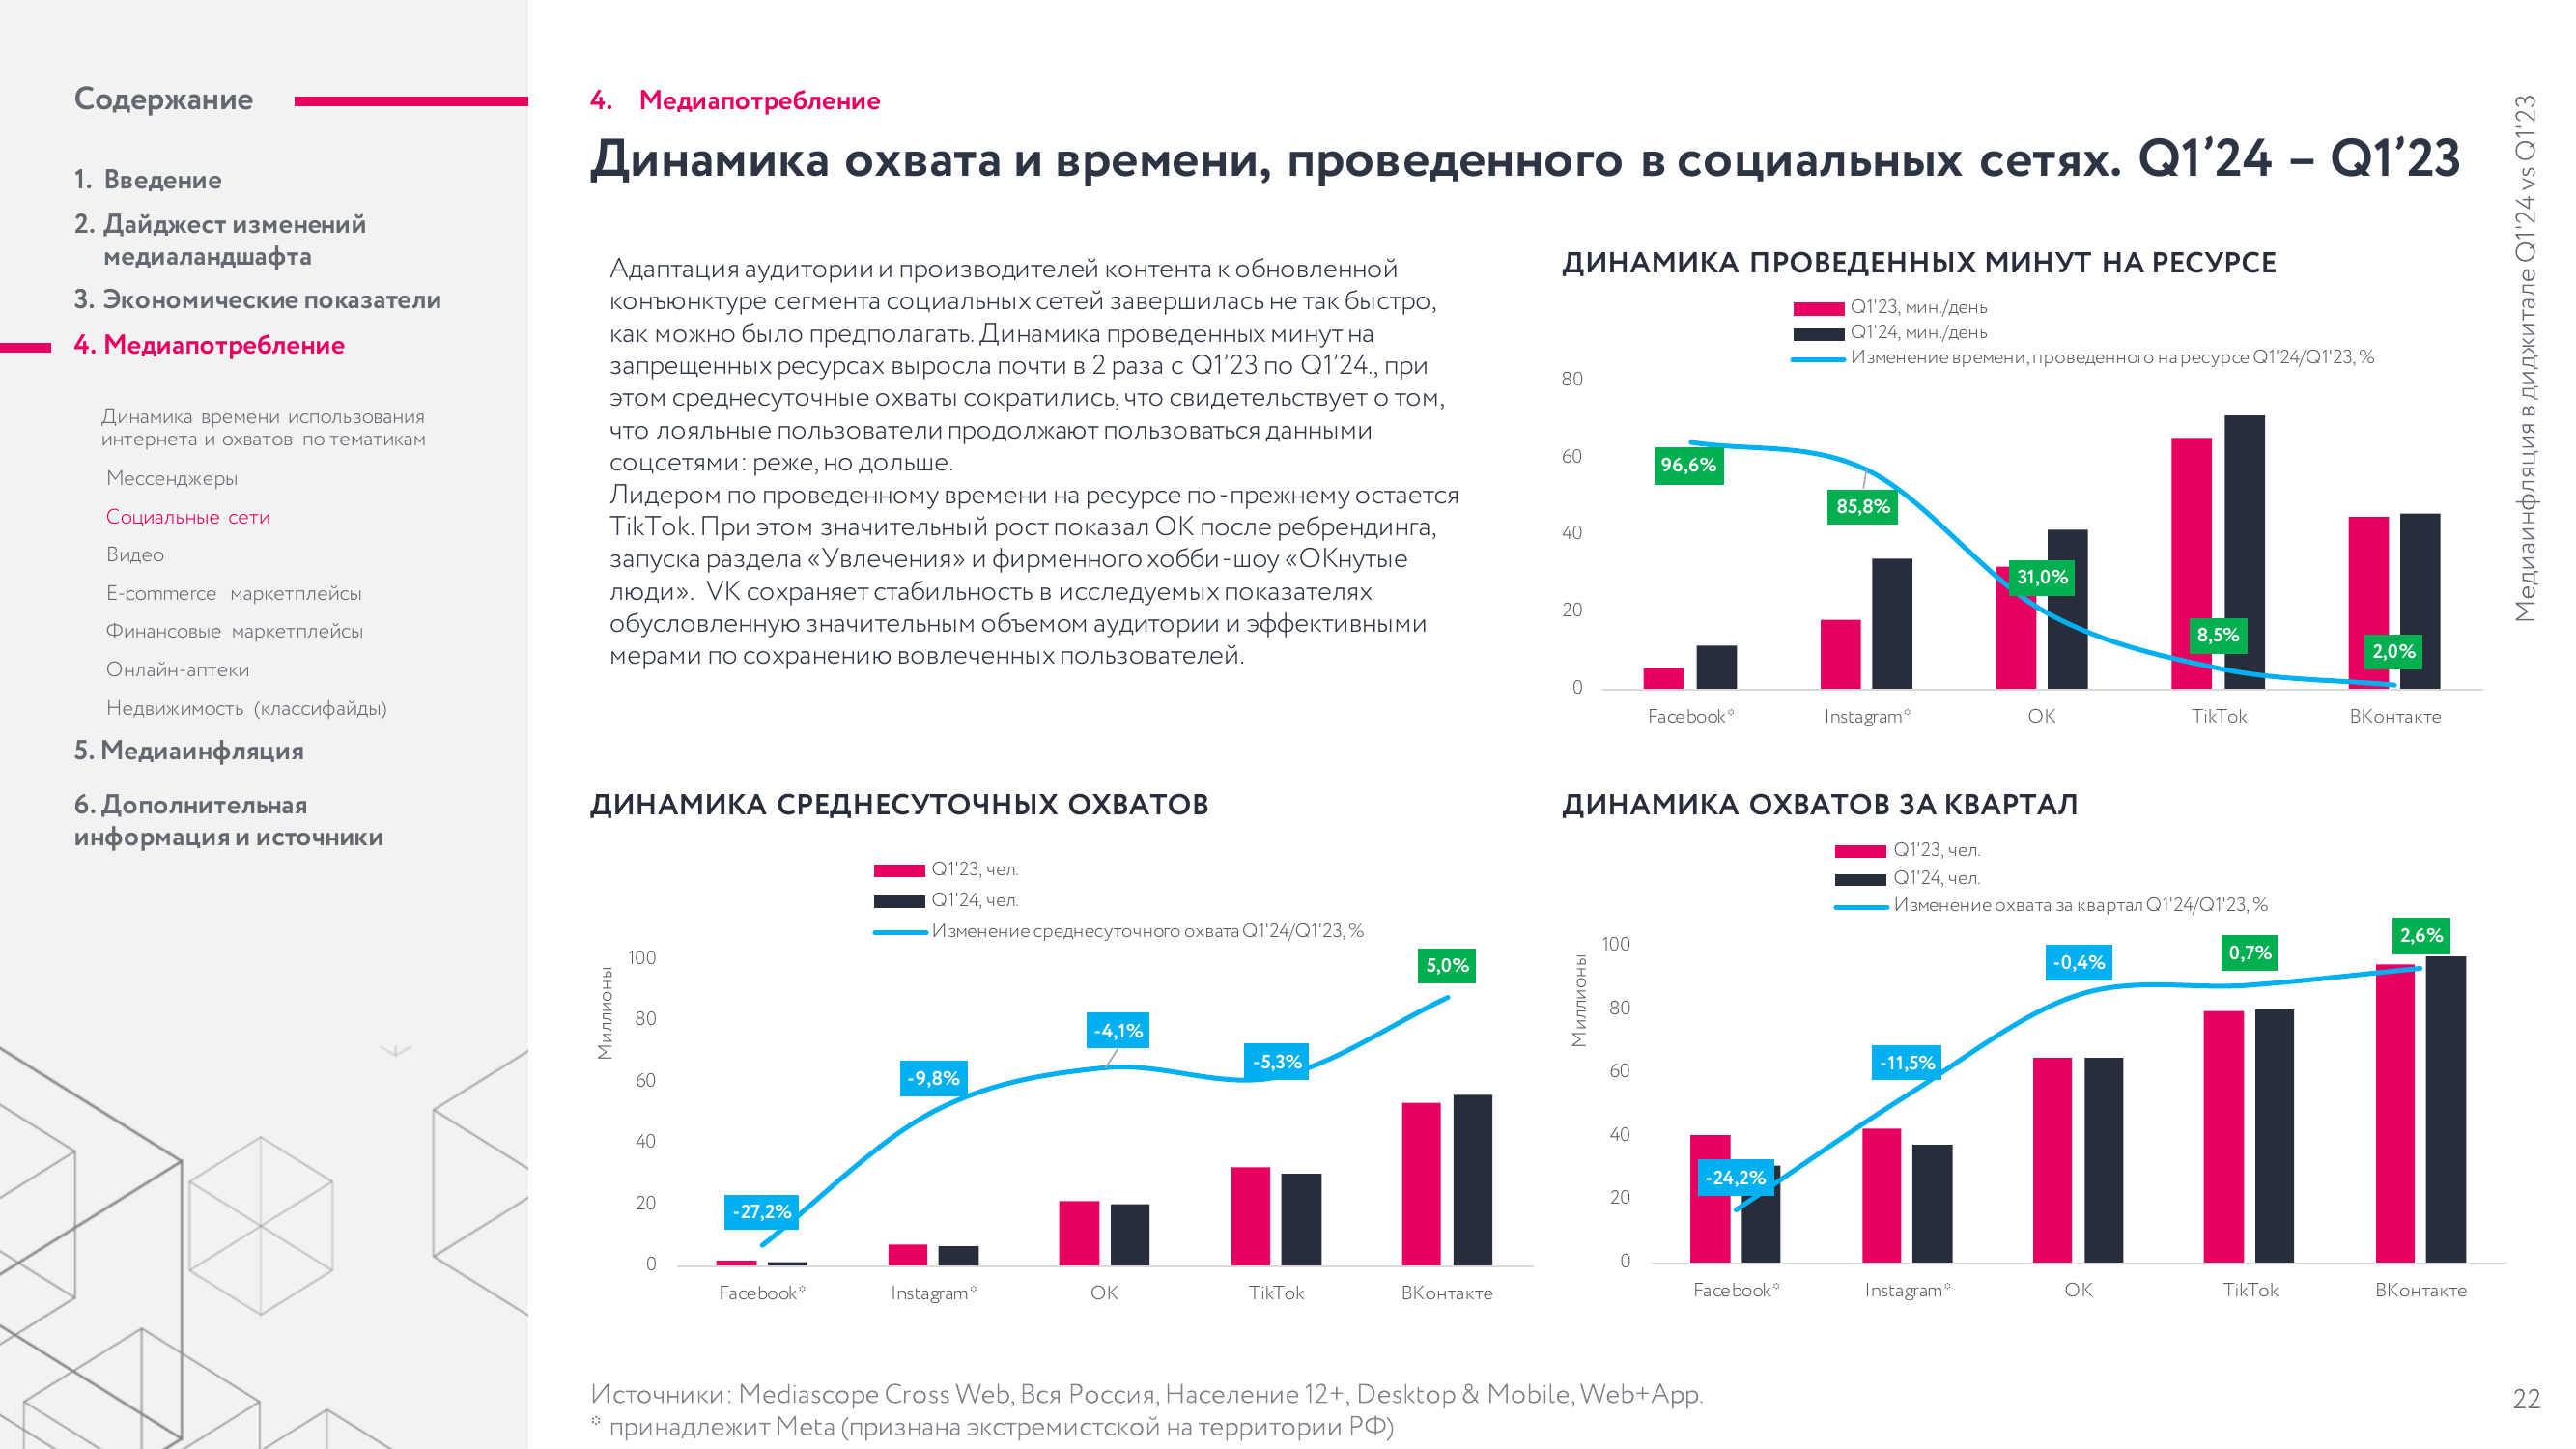 Содержание
1. Введение
2. Дайджест изменений
медиаландшафта
3. Экономические показатели
4. Медиапотребление
Динамика времени использования
интернета и охватов по тематикам
Мессенджеры
Социальные сети
Видео
E-commerce маркетплейсы
Финансовые маркетплейсы
Онлайн-аптеки
Недвижимость (классифайды)
5. Медиаинфляция
6. Дополнительная
информация и источники
4. Медиапотребление
Динамика охвата и времени, проведенного в социальных сетях. Q1’24 – Q1’23
Адаптация аудитории и производителей контента к обновленной
конъюнктуре сегмента социальных сетей завершилась не так быстро,
как можно было предполагать. Динамика проведенных минут на
запрещенных ресурсах выросла почти в 2 раза с Q1’23 по Q1’24., при
этом среднесуточные охваты сократились, что свидетельствует о том,
что лояльные пользователи продолжают пользоваться данными
соцсетями: реже, но дольше.
Лидером по проведенному времени на ресурсе по-прежнему остается
TikTok. При этом значительный рост показал ОК после ребрендинга,
запуска раздела «Увлечения» и фирменного хобби-шоу «ОКнутые
люди». VK сохраняет стабильность в исследуемых показателях
обусловленную значительным объемом аудитории и эффективными
мерами по сохранению вовлеченных пользователей.
ДИНАМИКА ПРОВЕДЕННЫХ МИНУТ НА РЕСУРСЕ
Q1'23, мин./день
Q1'24, мин./день
Изменение времени, проведенного на ресурсе Q1'24/Q1'23, %
80
60
40
20
0
96,6%
85,8%
31,0%
8,5%
2,0%
Facebook* Instagram* OK TikTok ВКонтакте
ДИНАМИКА СРЕДНЕСУТОЧНЫХ ОХВАТОВ
Q1'23, чел.
Q1'24, чел.
Изменение среднесуточного охвата Q1'24/Q1'23, %
Миллионы
100
80
60
40
20
0
-27,2%
-9,8%
-4,1%
-5,3%
5,0%
Facebook* Instagram* OK TikTok ВКонтакте
ДИНАМИКА ОХВАТОВ ЗА КВАРТАЛ
Q1'23, чел.
Q1'24, чел.
Изменение охвата за квартал Q1'24/Q1'23, %
Миллионы
100
80
60
40
20
0
-24,2%
-11,5%
-0,4%
0,7%
2,6%
Facebook* Instagram* OK TikTok ВКонтакте
Источники: Mediascope Cross Web, Вся Россия, Население 12+, Desktop & Mobile, Web+App.
* принадлежит Meta (признана экстремистской на территории РФ)
Медиаинфляция в диджитале Q1'24 vs Q1'23
22